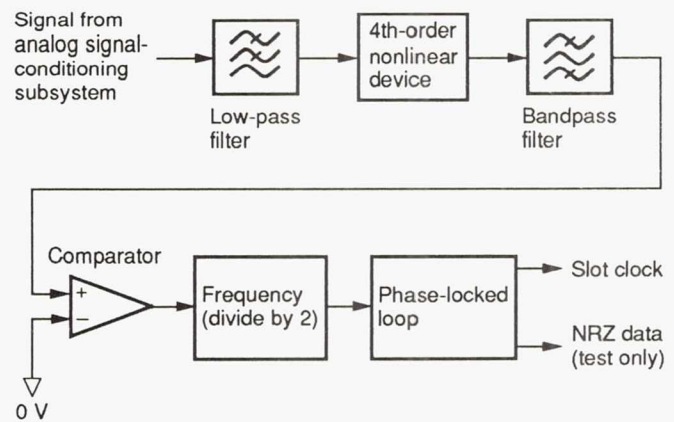 Signal from
analog signal-
conditioning
subsystem
Low-pass
filter
4th-order
nonlinear
device
Bandpass
filter
Comparator
+
−
0 V
Frequency
(divide by 2)
Phase-locked
loop
Slot clock
NRZ data
(test only)